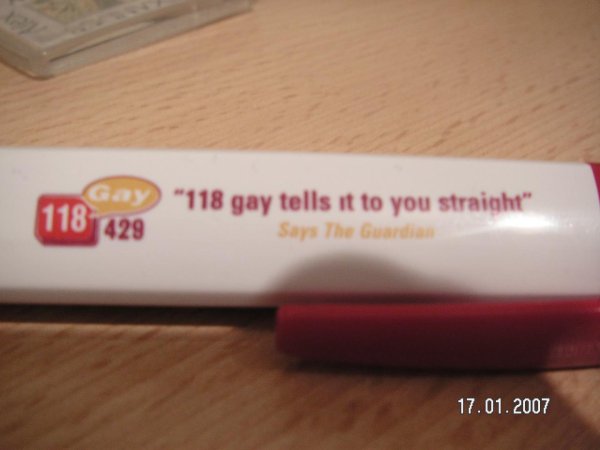 Gay
118
429
"118 gay tells it to you straight"
Says The Guardian
17.01.2007